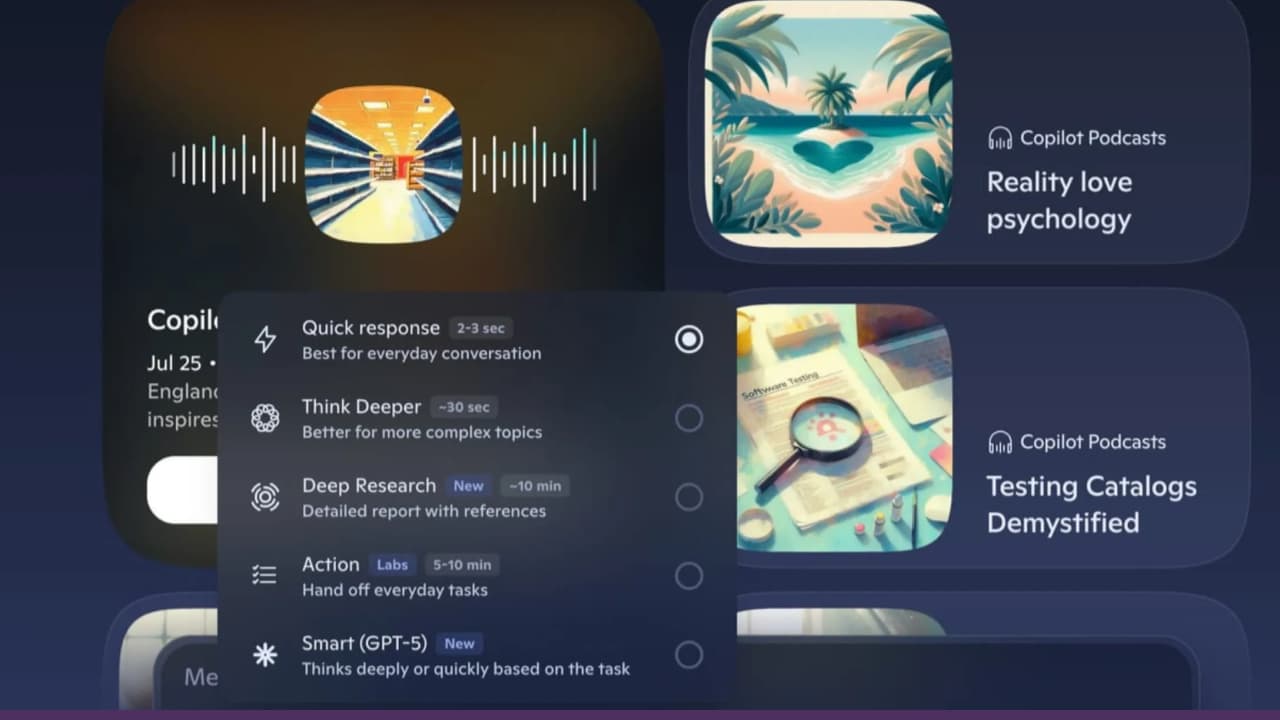 Copilot Podcasts
Reality love
psychology
Jul 25 •
Quick response 2-3 sec
Best for everyday conversation
Think Deeper ~30 sec
Better for more complex topics
Deep Research New ~10 min
Detailed report with references
Action Labs 5-10 min
Hand off everyday tasks
Smart (GPT-5) New
Thinks deeply or quickly based on the task
inspires
Software Testing
Copilot Podcasts
Testing Catalogs
Demystified